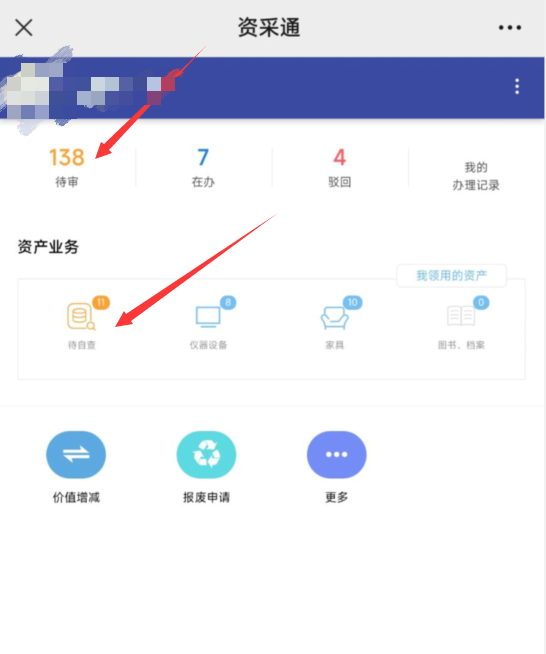 资采通
138
7
4
我的
待审
在办
驳回
办理记录
资产业务
我领用的资产
11
8
10
0
待自查
仪器设备
家具
图书、档案
价值增减
报废申请
更多